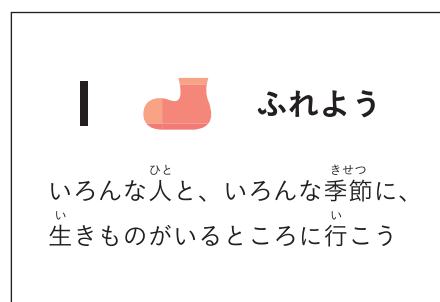 1 ふれよう
いろんな人と、いろんな季節に、
生きものがいるところに行こう